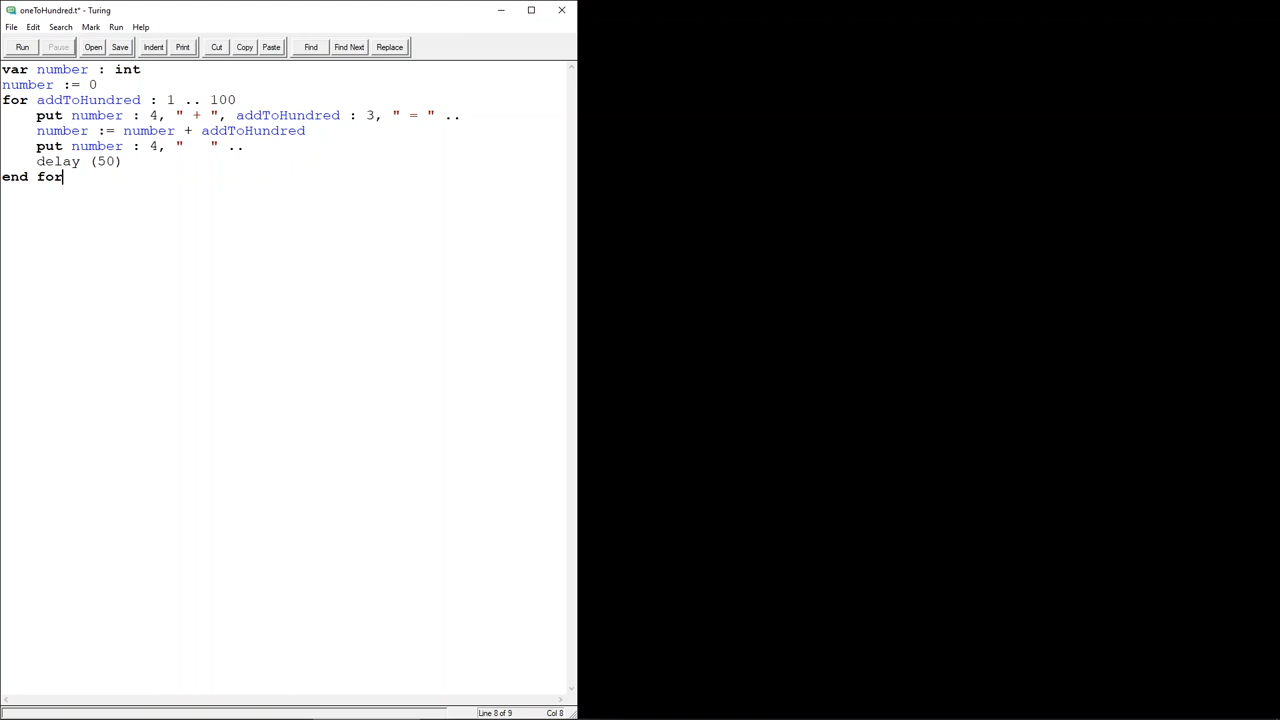 oneToHundred.t* - Turing
File Edit Search Mark Run Help
Run Pause Open Save Indent Print Cut Copy Paste Find Find Next Replace
var number : int
number := 0
for addToHundred : 1 .. 100
    put number : 4, " + ", addToHundred : 3, " = " ..
    number := number + addToHundred
    put number : 4, "   " ..
    delay (50)
end for
Line 8 of 9 Col 8